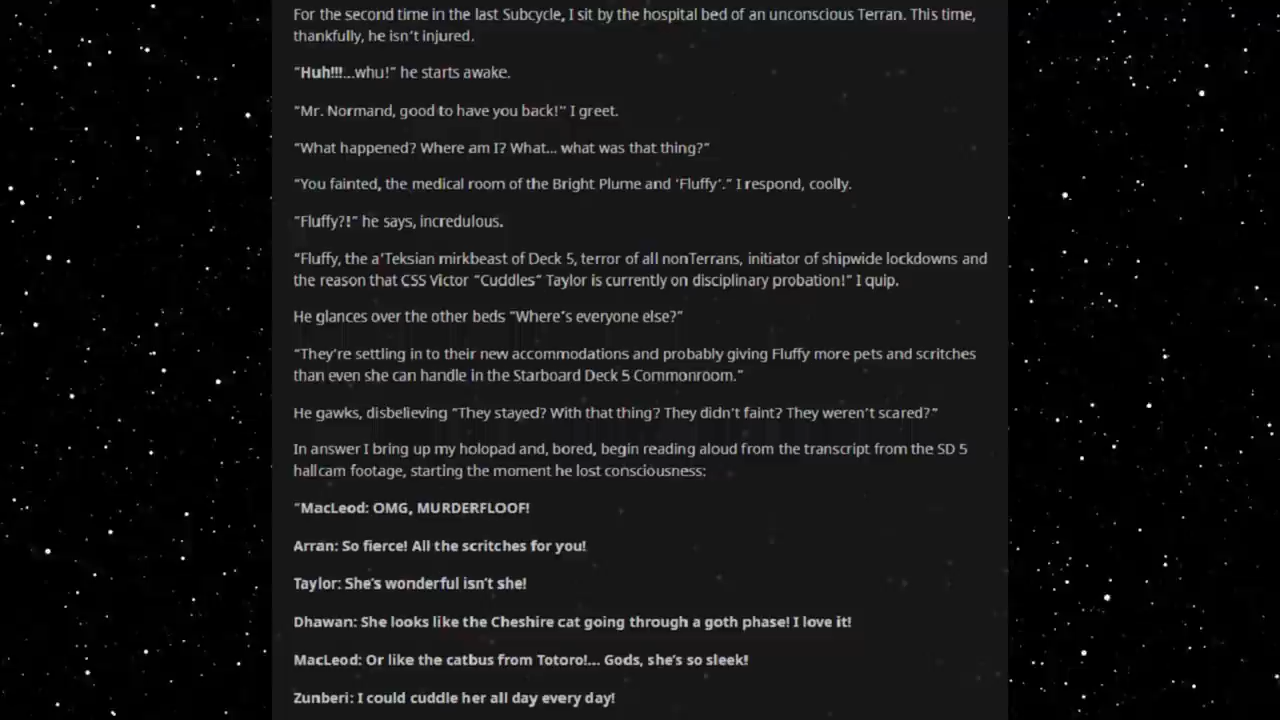 For the second time in the last Subcycle, I sit by the hospital bed of an unconscious Terran. This time,
thankfully, he isn't injured.
"Huh!!!...whu!" he starts awake.
"Mr. Normand, good to have you back!" I greet.
"What happened? Where am I? What... what was that thing?"
"You fainted, the medical room of the Bright Plume and 'Fluffy'." I respond, coolly.
"Fluffy?!" he says, incredulous.
"Fluffy, the a'Teksian mirkbeast of Deck 5, terror of all nonTerrans, initiator of shipwide lockdowns and
the reason that CSS Victor "Cuddles" Taylor is currently on disciplinary probation!" I quip.
He glances over the other beds "Where's everyone else?"
"They're settling in to their new accommodations and probably giving Fluffy more pets and scritches
than even she can handle in the Starboard Deck 5 Commonroom."
He gawks, disbelieving "They stayed? With that thing? They didn't faint? They weren't scared?"
In answer I bring up my holopad and, bored, begin reading aloud from the transcript from the SD 5
hallcam footage, starting the moment he lost consciousness:
"MacLeod: OMG, MURDERFLOOF!
Arran: So fierce! All the scritches for you!
Taylor: She's wonderful isn't she!
Dhawan: She looks like the Cheshire cat going through a goth phase! I love it!
MacLeod: Or like the catbus from Totoro!... Gods, she's so sleek!
Zunberi: I could cuddle her all day every day!